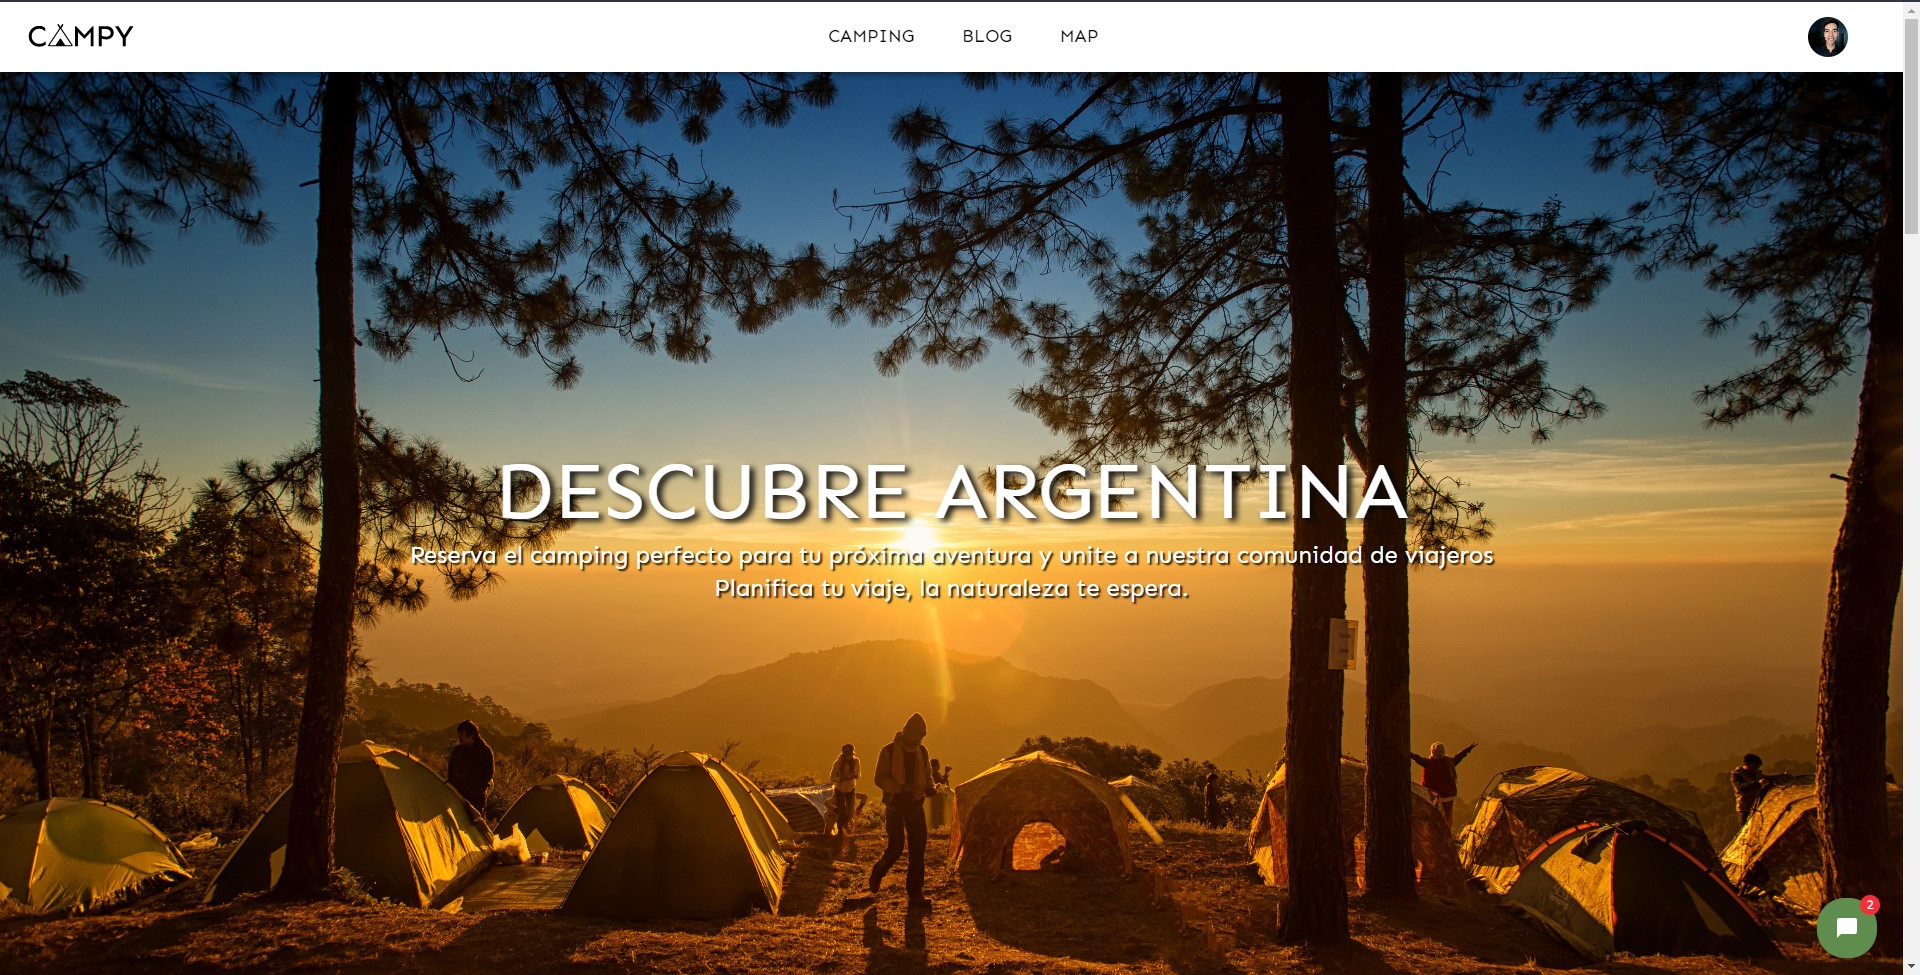 CAMPY
CAMPING
BLOG
MAP
DESCUBRE ARGENTINA
Reserva el camping perfecto para tu próxima aventura y unite a nuestra comunidad de viajeros
Planifica tu viaje, la naturaleza te espera.
2